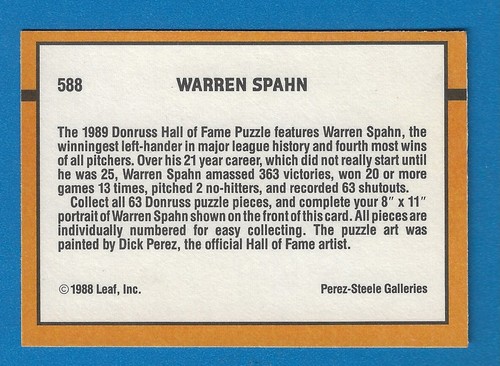 588 WARREN SPAHN
The 1989 Donruss Hall of Fame Puzzle features Warren Spahn, the
winningest left-hander in major league history and fourth most wins
of all pitchers. Over his 21 year career, which did not really start until
he was 25, Warren Spahn amassed 363 victories, won 20 or more
games 13 times, pitched 2 no-hitters, and recorded 63 shutouts.
Collect all 63 Donruss puzzle pieces, and complete your 8″ x 11″
portrait of Warren Spahn shown on the front of this card. All pieces are
individually numbered for easy collecting. The puzzle art was
painted by Dick Perez, the official Hall of Fame artist.
©1988 Leaf, Inc. Perez-Steele Galleries